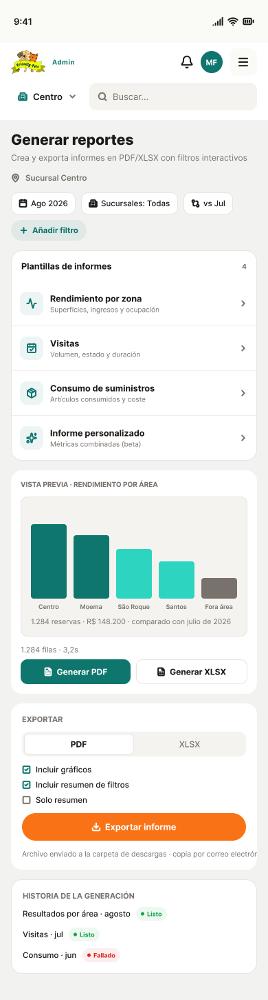 9:41
Friendly Pets
Admin
MF
Centro
Buscar...
Generar reportes
Crea y exporta informes en PDF/XLSX con filtros interactivos
Sucursal Centro
Ago 2026
Sucursales: Todas
vs Jul
+ Añadir filtro
Plantillas de informes
4
Rendimiento por zona
Superficies, ingresos y ocupación
Visitas
Volumen, estado y duración
Consumo de suministros
Artículos consumidos y coste
Informe personalizado
Métricas combinadas (beta)
VISTA PREVIA · RENDIMIENTO POR ÁREA
Centro
Moema
São Roque
Santos
Fora área
1.284 reservas · R$ 148.200 · comparado con julio de 2026
1.284 filas · 3,2s
Generar PDF
Generar XLSX
EXPORTAR
PDF
XLSX
Incluir gráficos
Incluir resumen de filtros
Solo resumen
Exportar informe
Archivo enviado a la carpeta de descargas · copia por correo electrór
HISTORIA DE LA GENERACIÓN
Resultados por área · agosto
Listo
Visitas · jul
Listo
Consumo · jun
Fallado